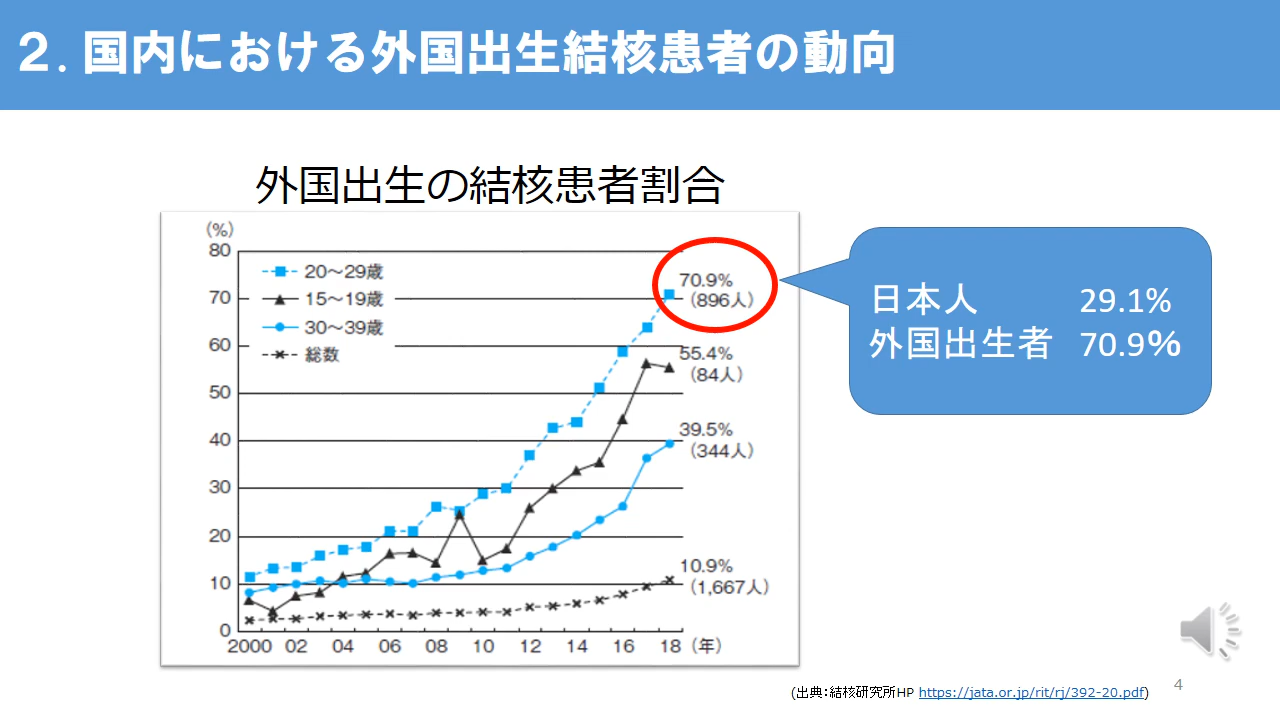 ２. 国内における外国出生結核患者の動向
外国出生の結核患者割合
(%)
80
70
60
50
40
30
20
10
0
20～29歳
15～19歳
30～39歳
総数
70.9%
(896人)
55.4%
(84人)
39.5%
(344人)
10.9%
(1,667人)
2000 02 04 06 08 10 12 14 16 18 (年)
日本人 29.1%
外国出生者 70.9%
(出典：結核研究所HP https://jata.or.jp/rit/rj/392-20.pdf)
4